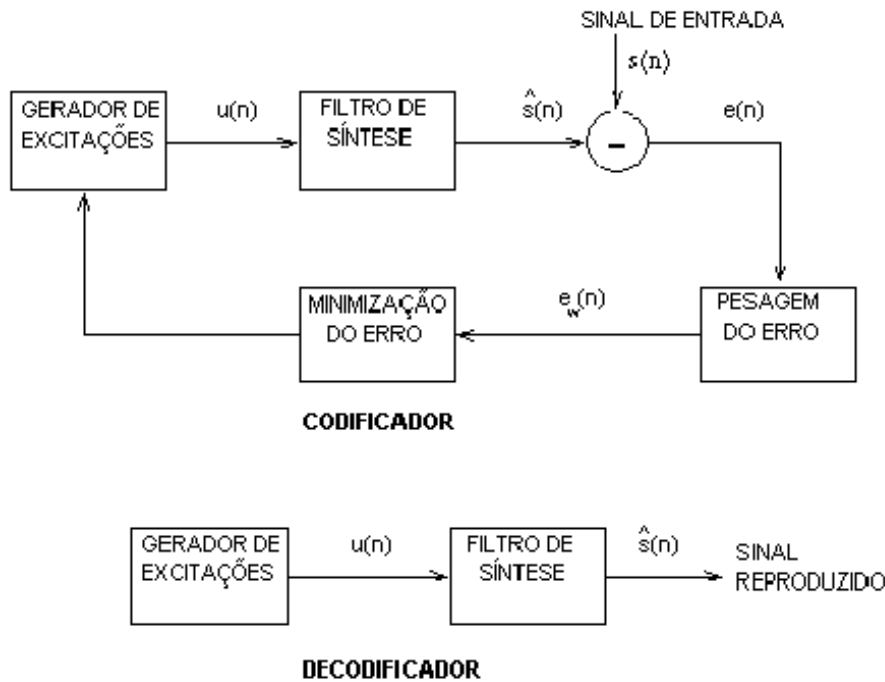 SINAL DE ENTRADA
s(n)
GERADOR DE
EXCITAÇÕES
u(n)
FILTRO DE
SÍNTESE
ŝ(n)
-
e(n)
MINIMIZAÇÃO
DO ERRO
e_w(n)
PESAGEM
DO ERRO
CODIFICADOR
GERADOR DE
EXCITAÇÕES
u(n)
FILTRO DE
SÍNTESE
ŝ(n)
SINAL
REPRODUZIDO
DECODIFICADOR